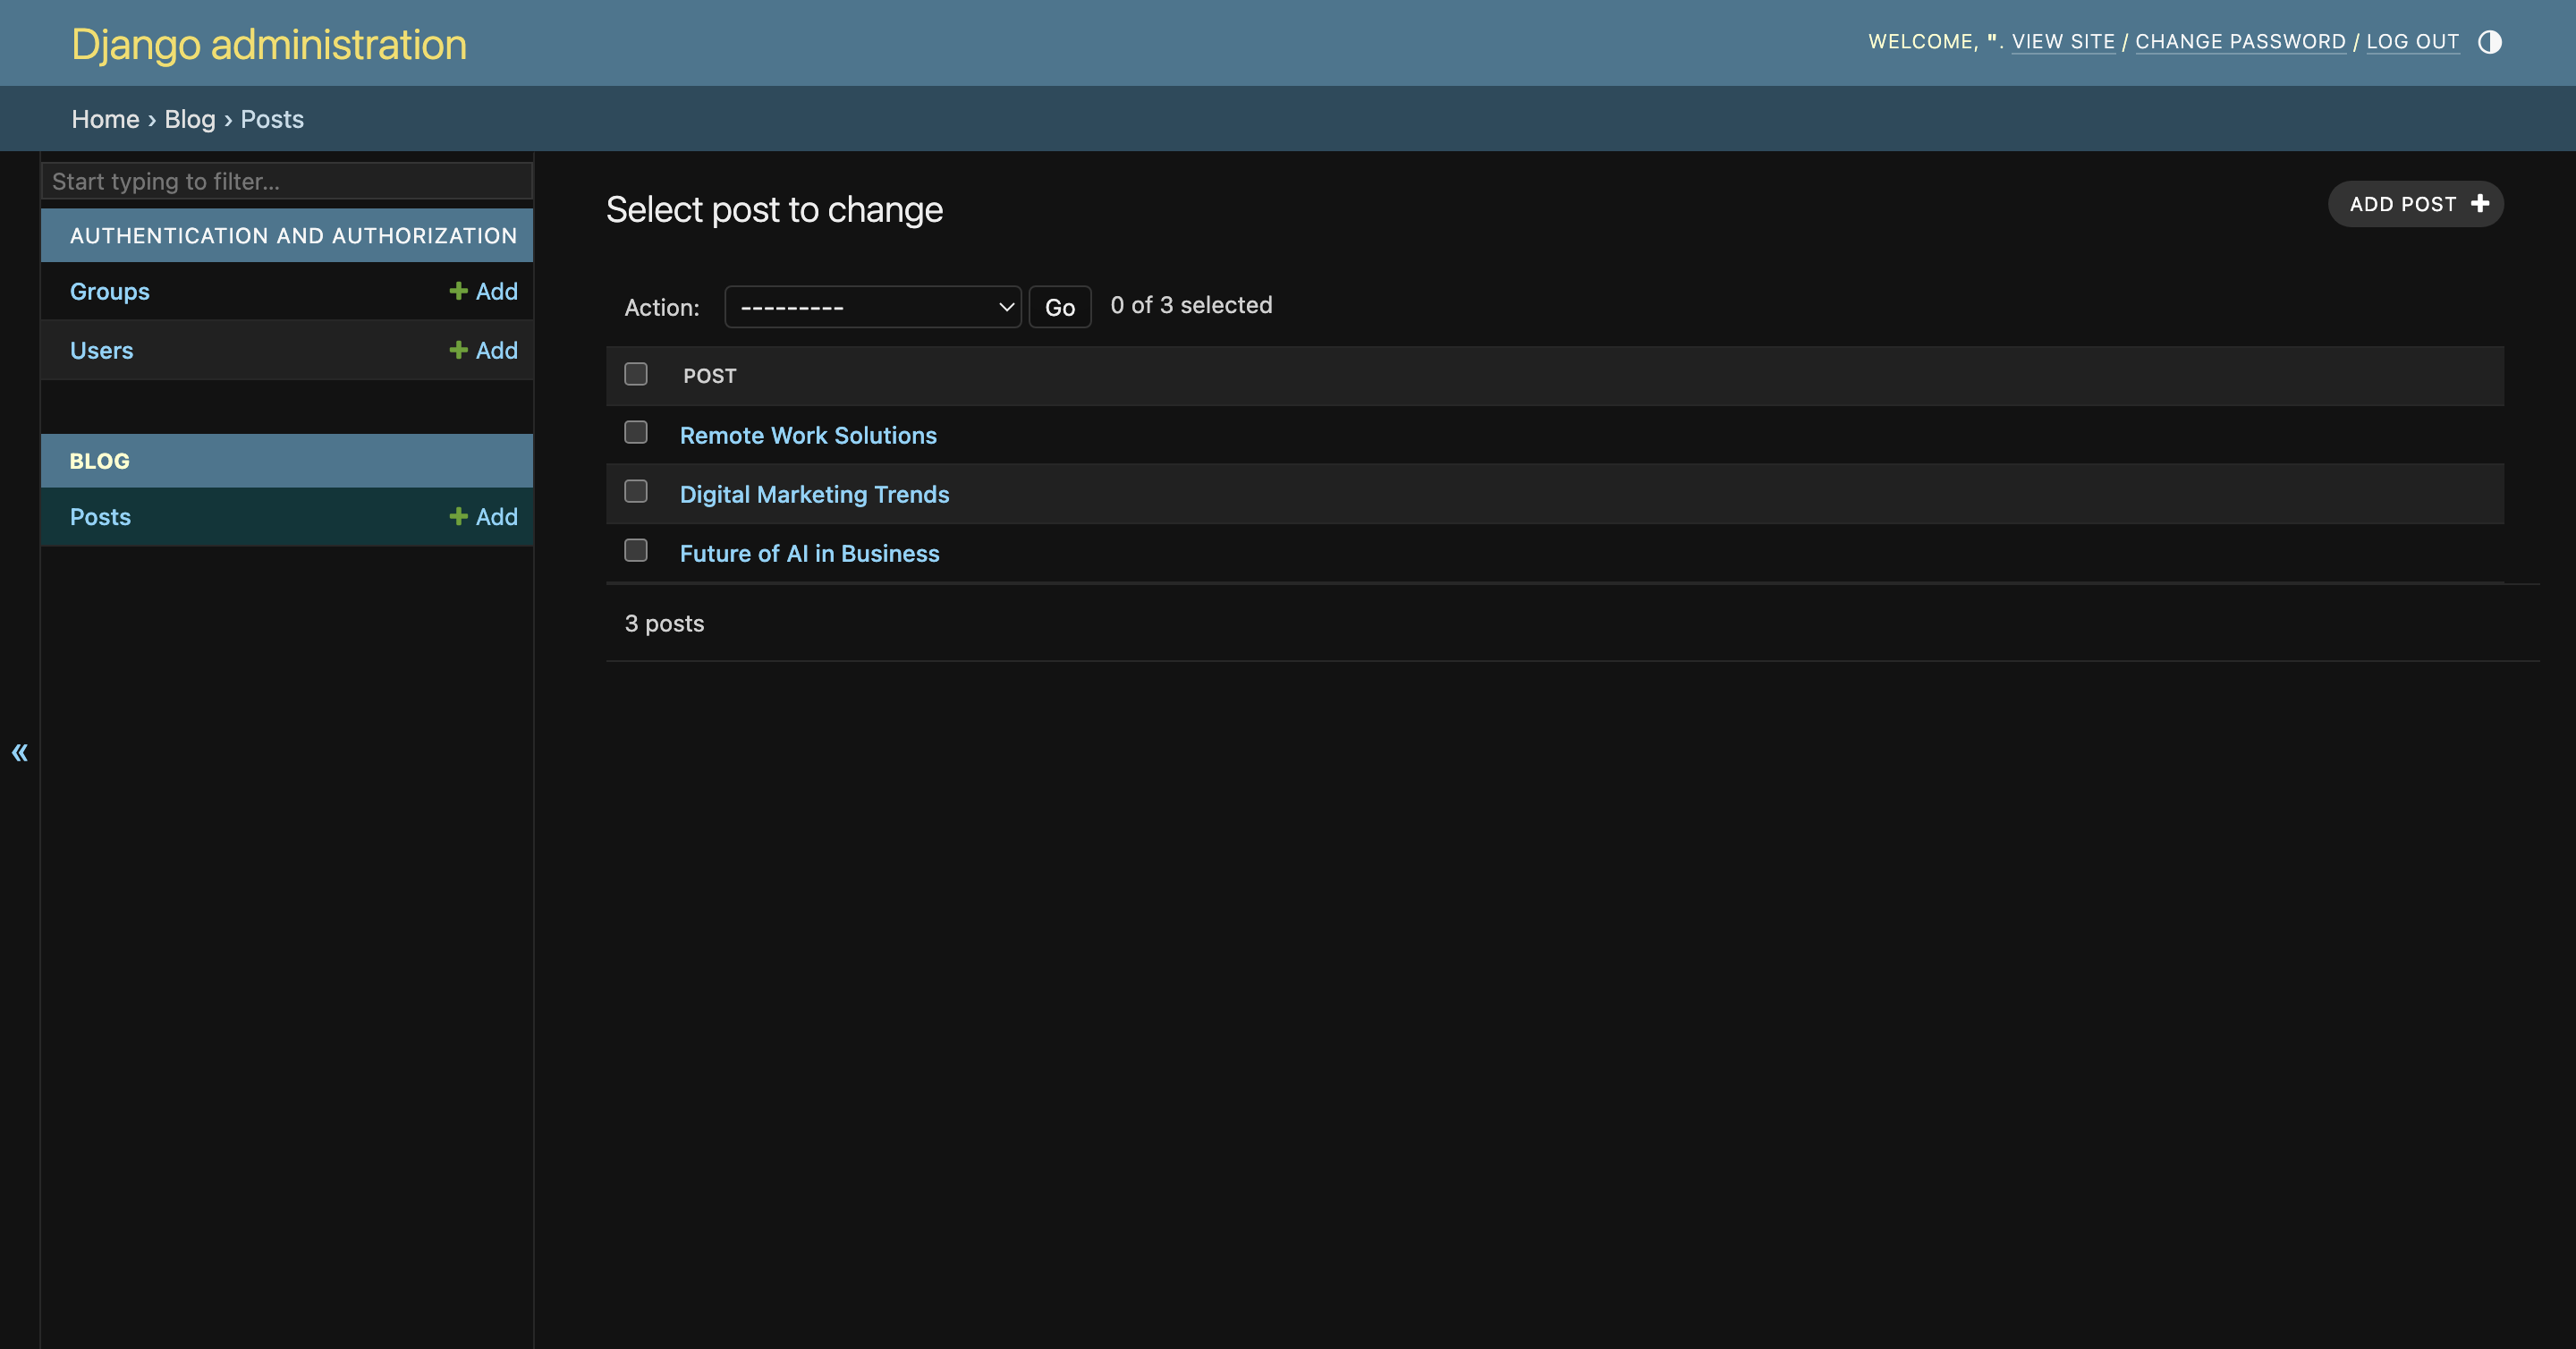 Django administration
WELCOME, ". VIEW SITE / CHANGE PASSWORD / LOG OUT
Home › Blog › Posts
Start typing to filter...
AUTHENTICATION AND AUTHORIZATION
Groups + Add
Users + Add
BLOG
Posts + Add
«
Select post to change
ADD POST +
Action: --------- Go 0 of 3 selected
POST
Remote Work Solutions
Digital Marketing Trends
Future of AI in Business
3 posts